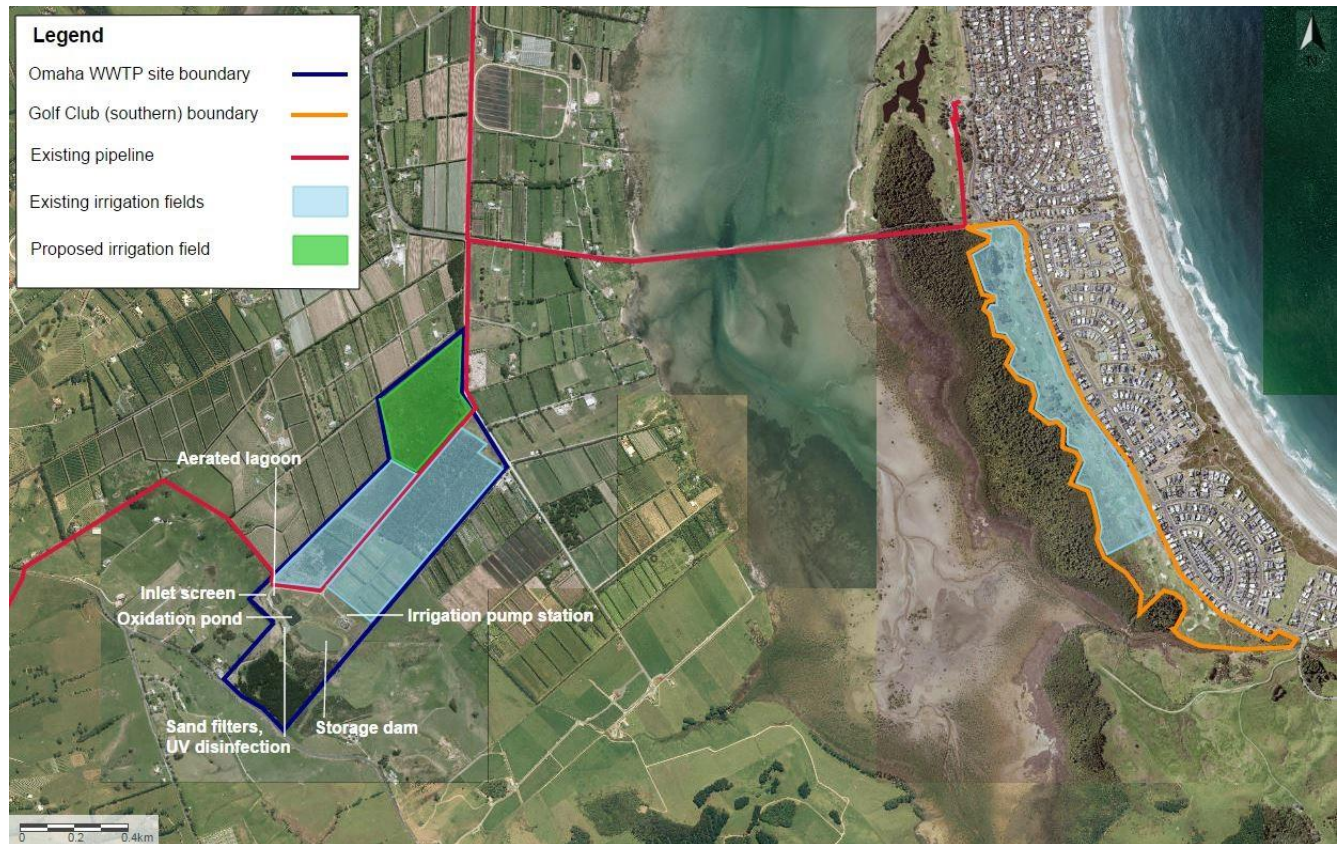 Legend
Omaha WWTP site boundary
Golf Club (southern) boundary
Existing pipeline
Existing irrigation fields
Proposed irrigation field
N
Aerated lagoon
Inlet screen
Oxidation pond
Irrigation pump station
Sand filters,
UV disinfection
Storage dam
0 0.2 0.4km